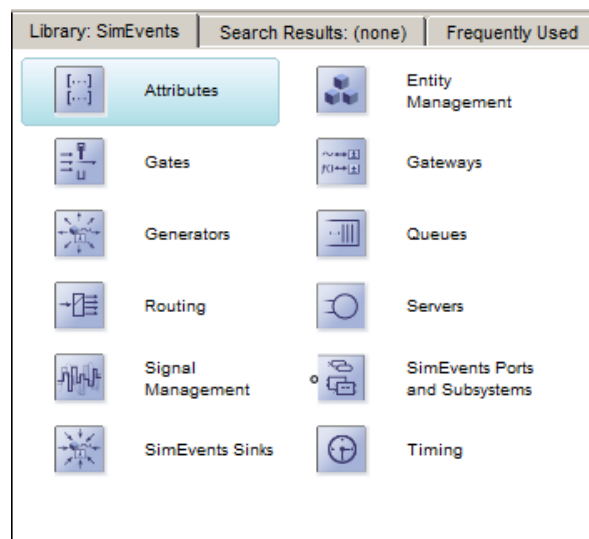 Library: SimEvents
Search Results: (none)
Frequently Used
Attributes
Entity
Management
Gates
Gateways
Generators
Queues
Routing
Servers
Signal
Management
SimEvents Ports
and Subsystems
SimEvents Sinks
Timing